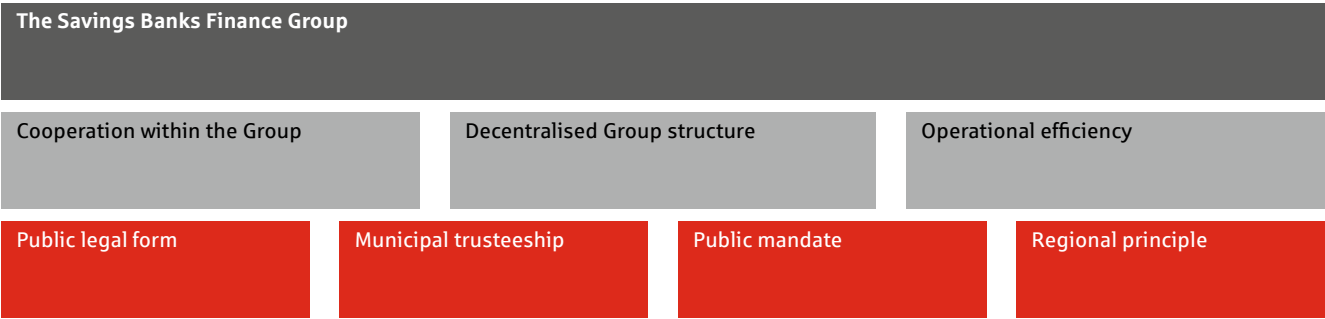 The Savings Banks Finance Group
Cooperation within the Group
Decentralised Group structure
Operational efficiency
Public legal form
Municipal trusteeship
Public mandate
Regional principle